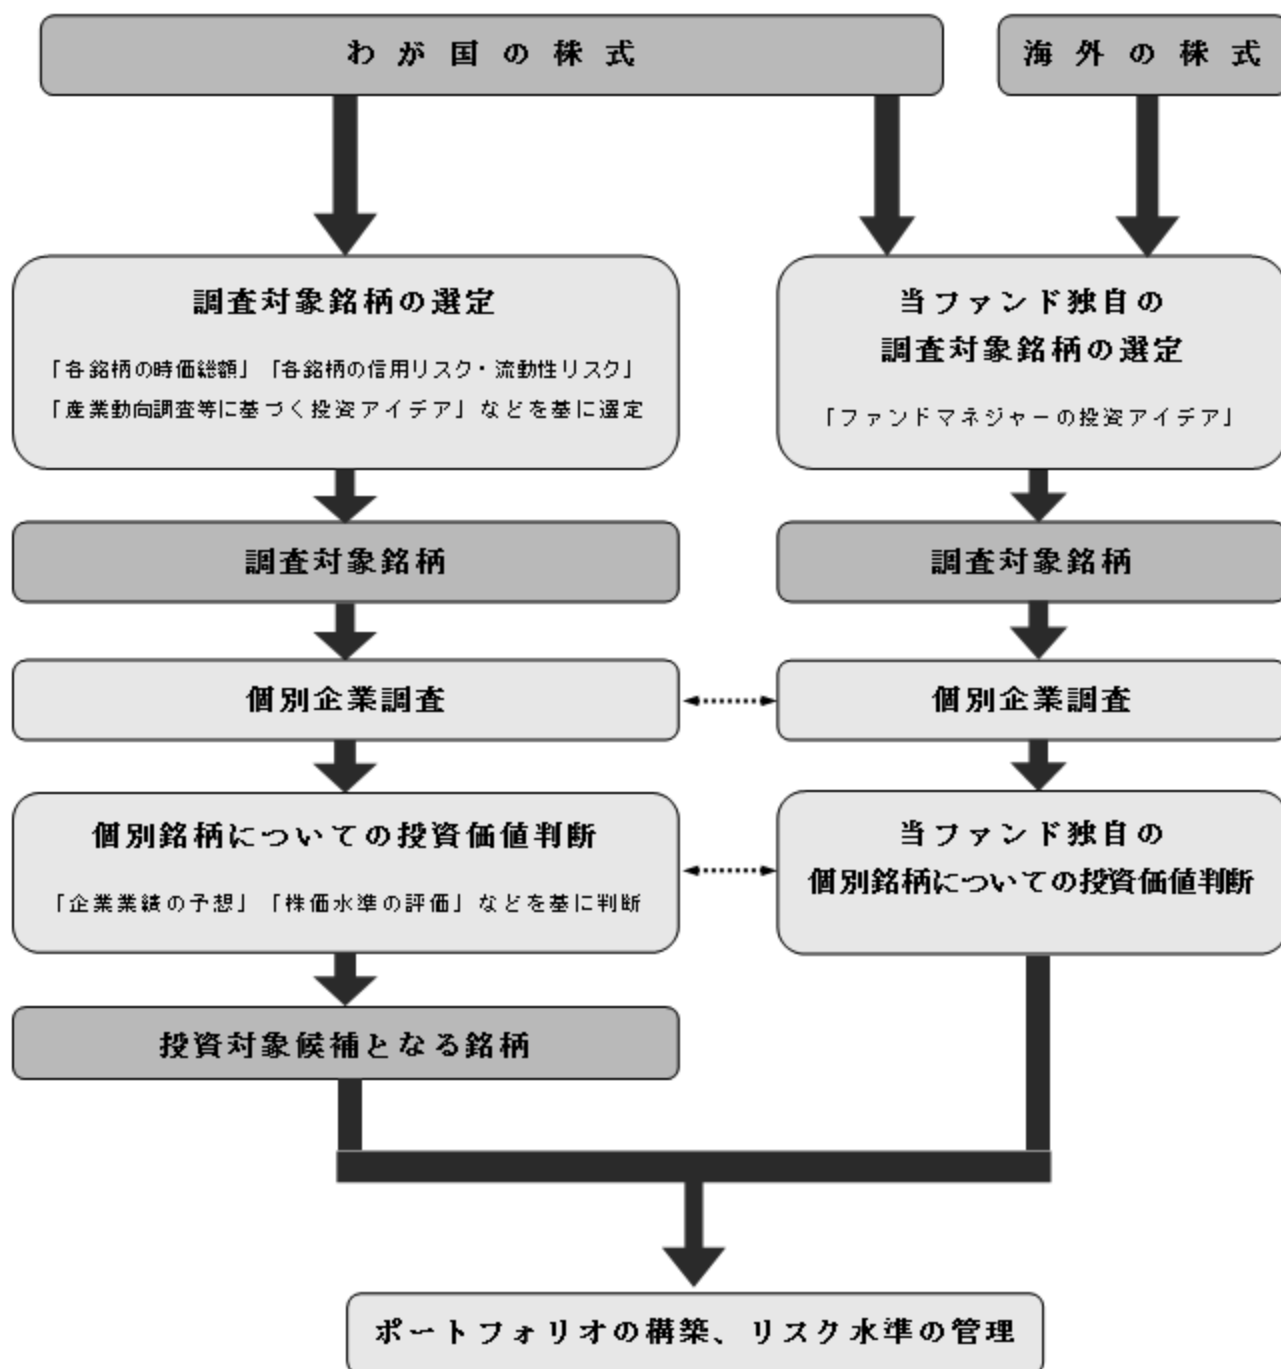 わが国の株式
海外の株式
調査対象銘柄の選定
「各銘柄の時価総額」「各銘柄の信用リスク・流動性リスク」
「産業動向調査等に基づく投資アイデア」などを基に選定
当ファンド独自の
調査対象銘柄の選定
「ファンドマネジャーの投資アイデア」
調査対象銘柄
調査対象銘柄
個別企業調査
個別企業調査
個別銘柄についての投資価値判断
「企業業績の予想」「株価水準の評価」などを基に判断
当ファンド独自の
個別銘柄についての投資価値判断
投資対象候補となる銘柄
ポートフォリオの構築、リスク水準の管理